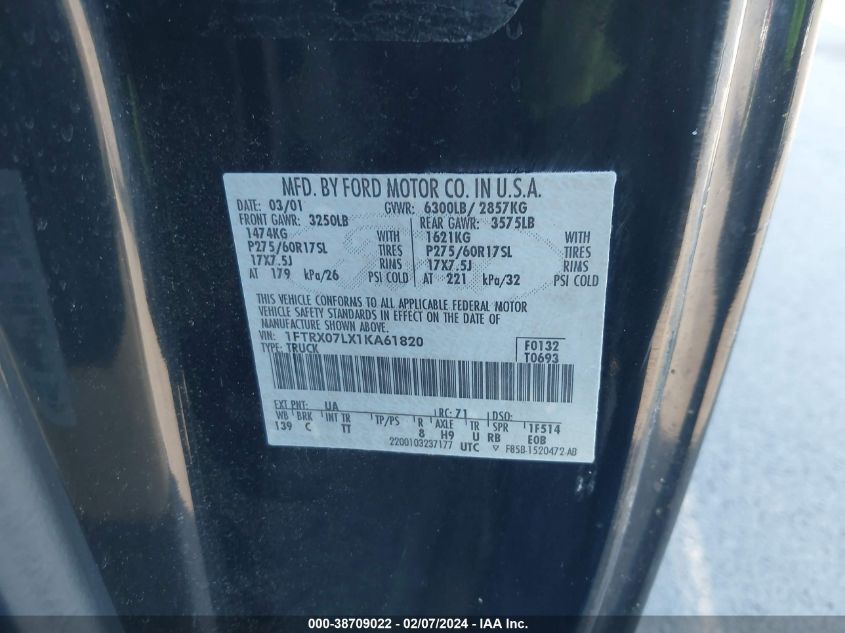 MFD. BY FORD MOTOR CO. IN U.S.A.
DATE: 03/01 GVWR: 6300LB/ 2857KG
FRONT GAWR: 3250LB REAR GAWR: 3575LB
1474KG WITH 1621KG WITH
P275/60R17SL TIRES P275/60R17SL TIRES
17X7.5J RIMS 17X7.5J RIMS
AT 179 kPa/26 PSI COLD AT 221 kPa/32 PSI COLD
THIS VEHICLE CONFORMS TO ALL APPLICABLE FEDERAL MOTOR
VEHICLE SAFETY STANDARDS IN EFFECT ON THE DATE OF
MANUFACTURE SHOWN ABOVE.
VIN: 1FTRX07LX1KA61820 F0132
TYPE: TRUCK T0693
EXT PNT: UA RC: 71 DSO:
WB BRK INT TR TP/PS R AXLE TR SPR 1F514
139 C TT 8 H9 U RB EOB
2200103237177 UTC ▽ F85B-1520472-AB
000-38709022 - 02/07/2024 - IAA Inc.